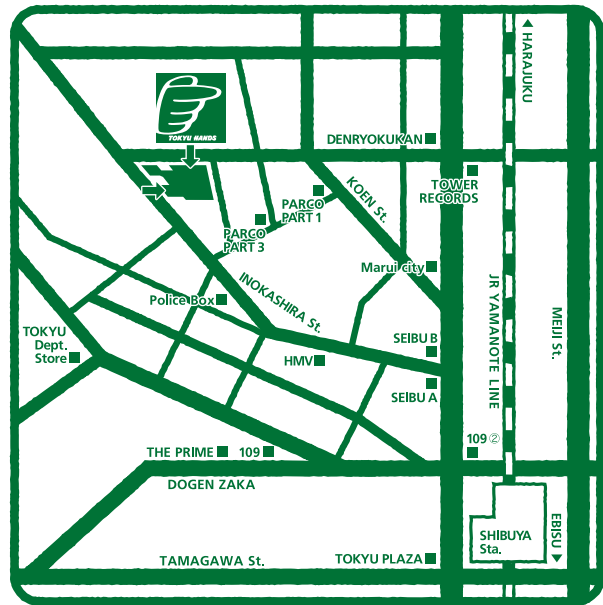 HARAJUKU
TOKYU HANDS
DENRYOKUKAN
TOWER
RECORDS
KOEN St.
PARCO
PART 1
PARCO
PART 3
Marui city
INOKASHIRA St.
Police Box
JR YAMANOTE LINE
MEIJI St.
TOKYU
Dept.
Store
SEIBU B
HMV
SEIBU A
THE PRIME
109
109②
DOGEN ZAKA
SHIBUYA
Sta.
EBISU
TAMAGAWA St.
TOKYU PLAZA